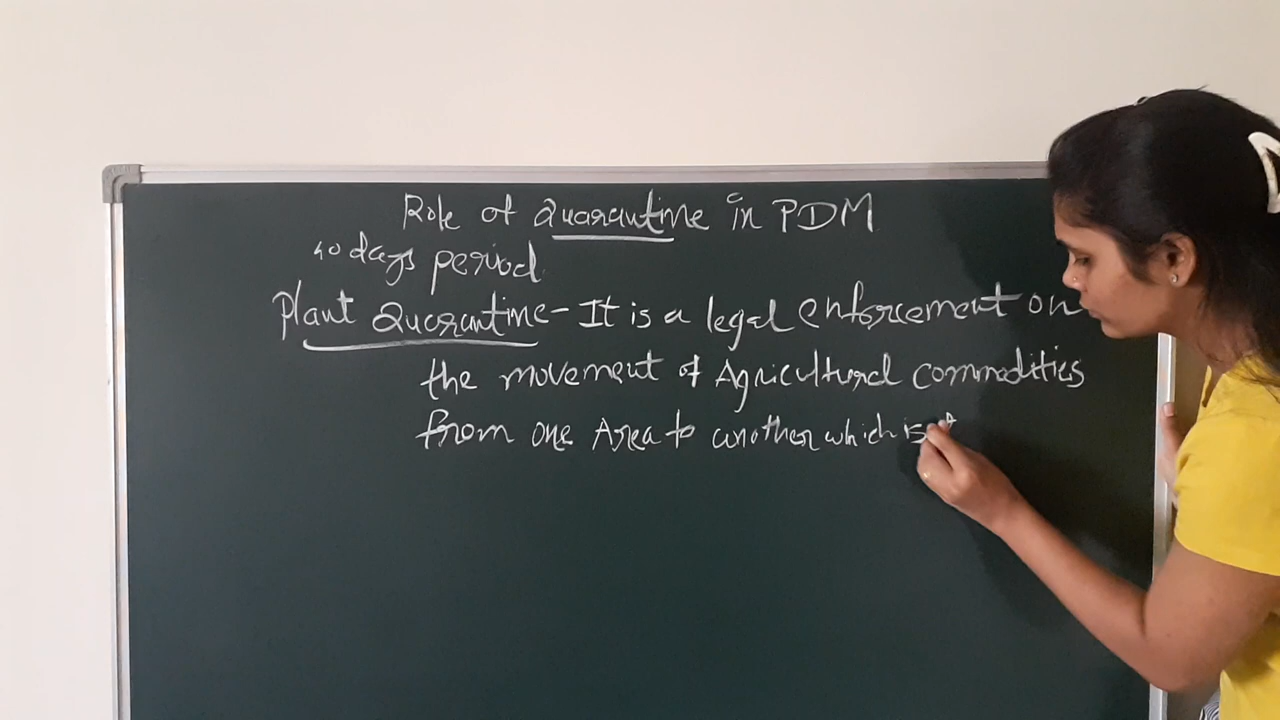 Role of Quarantine in PDM
40 days period
Plant Quarantine - It is a legal enforcement on
the movement of Agricultural commodities
from one Area to another which is